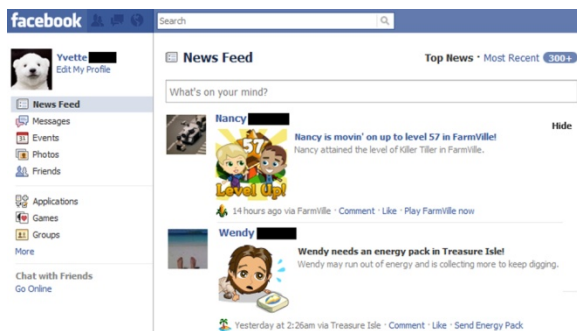 facebook
Search
Yvette
Edit My Profile
News Feed
Messages
Events
Photos
Friends
Applications
Games
Groups
More
Chat with Friends
Go Online
News Feed
Top News · Most Recent 300+
What's on your mind?
Nancy
Hide
57
Level Up!
Nancy is movin' on up to level 57 in FarmVille!
Nancy attained the level of Killer Tiller in FarmVille.
14 hours ago via FarmVille · Comment · Like · Play FarmVille now
Wendy
Wendy needs an energy pack in Treasure Isle!
Wendy may run out of energy and is collecting more to keep digging.
Yesterday at 2:26am via Treasure Isle · Comment · Like · Send Energy Pack